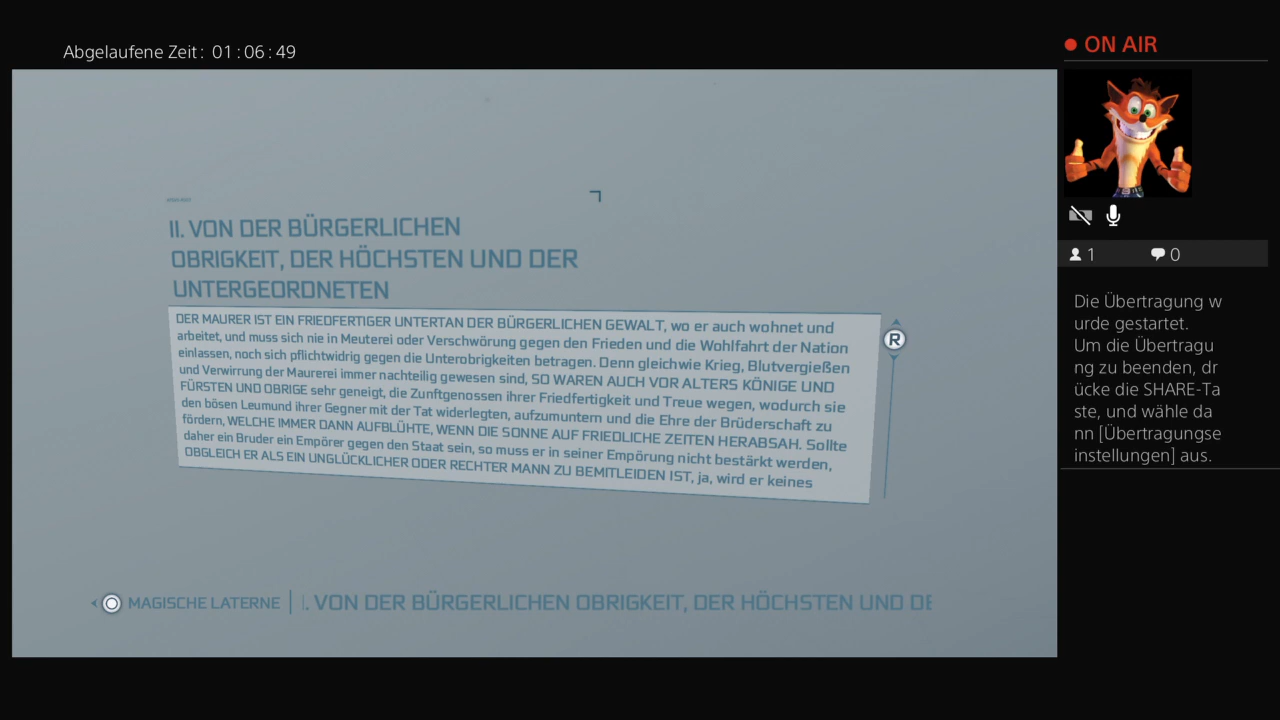 Abgelaufene Zeit: 01:06:49
ON AIR
II. VON DER BÜRGERLICHEN
OBRIGKEIT, DER HÖCHSTEN UND DER
UNTERGEORDNETEN
DER MAURER IST EIN FRIEDFERTIGER UNTERTAN DER BÜRGERLICHEN GEWALT, wo er auch wohnet und
arbeitet, und muss sich nie in Meuterei oder Verschwörung gegen den Frieden und die Wohlfahrt der Nation
einlassen, noch sich pflichtwidrig gegen die Unterobrigkeiten betragen. Denn gleichwie Krieg, Blutvergießen
und Verwirrung der Maurerei immer nachteilig gewesen sind, SO WAREN AUCH VOR ALTERS KÖNIGE UND
FÜRSTEN UND OBRIGE sehr geneigt, die Zunftgenossen ihrer Friedfertigkeit und Treue wegen, wodurch sie
den bösen Leumund ihrer Gegner mit der Tat widerlegten, aufzumuntern und die Ehre der Brüderschaft zu
fördern, WELCHE IMMER DANN AUFBLÜHTE, WENN DIE SONNE AUF FRIEDLICHE ZEITEN HERABSAH. Sollte
daher ein Bruder ein Empörer gegen den Staat sein, so muss er in seiner Empörung nicht bestärkt werden,
OBGLEICH ER ALS EIN UNGLÜCKLICHER ODER RECHTER MANN ZU BEMITLEIDEN IST, ja, wird er keines
R
MAGISCHE LATERNE
. VON DER BÜRGERLICHEN OBRIGKEIT, DER HÖCHSTEN UND DE
1
0
Die Übertragung w
urde gestartet.
Um die Übertragu
ng zu beenden, dr
ücke die SHARE-Ta
ste, und wähle da
nn [Übertragungse
instellungen] aus.